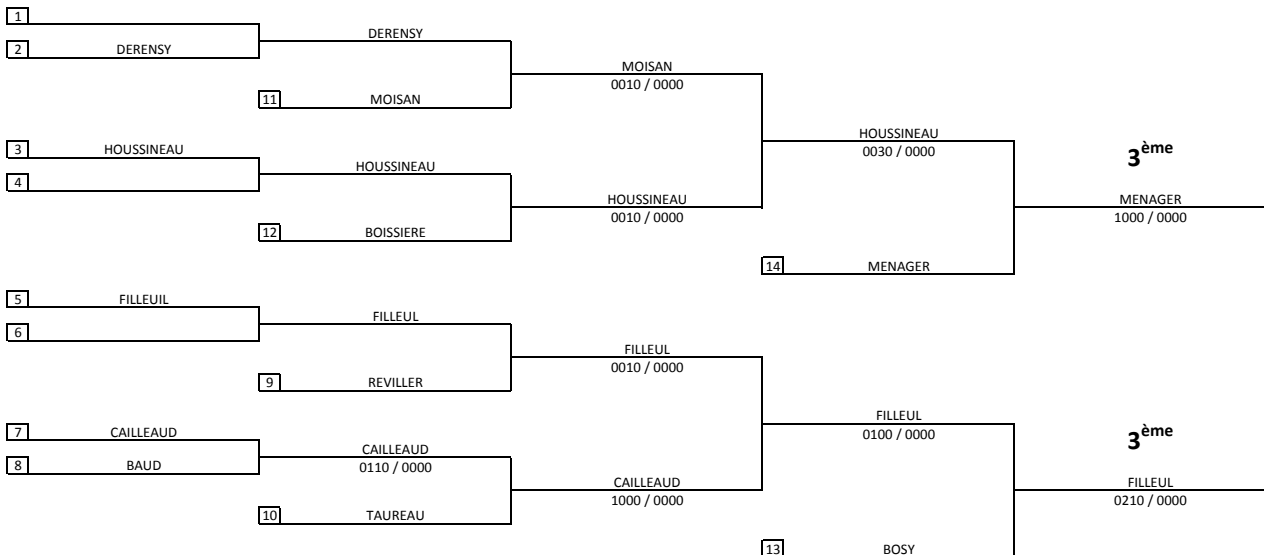 1
DERENSY
2 DERENSY
MOISAN
0010 / 0000
11 MOISAN
HOUSSINEAU
0030 / 0000
3 HOUSSINEAU
3ème
HOUSSINEAU
4
HOUSSINEAU
0010 / 0000
MENAGER
1000 / 0000
12 BOISSIERE
14 MENAGER
5 FILLEUIL
FILLEUL
6
FILLEUL
0010 / 0000
9 REVILLER
FILLEUL
0100 / 0000
7 CAILLEAUD
3ème
CAILLEAUD
0110 / 0000
8 BAUD
CAILLEAUD
1000 / 0000
FILLEUL
0210 / 0000
10 TAUREAU
13 BOSY